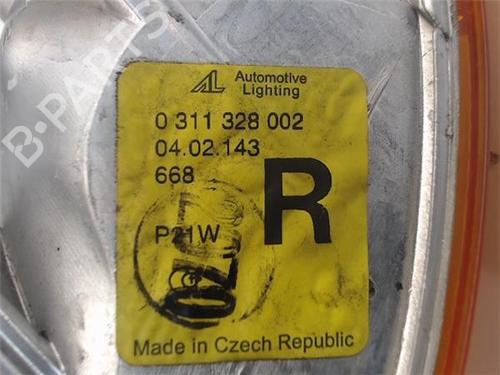 AL Automotive
Lighting
0 311 328 002
04.02.143
668
R
P21W
Made in Czech Republic
B-PARTS